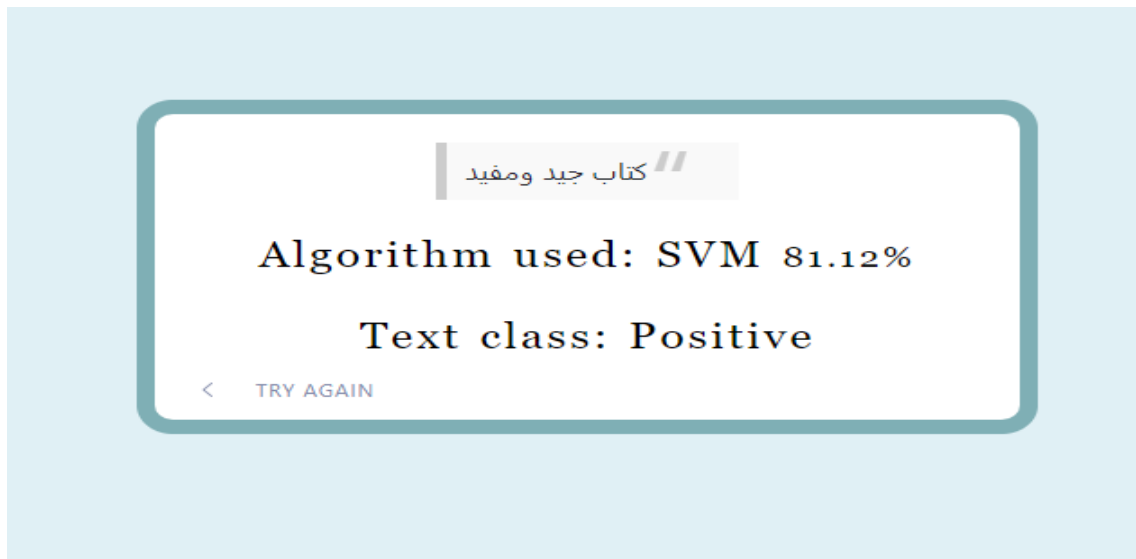 كتاب جيد ومفيد
Algorithm used: SVM 81.12%
Text class: Positive
< TRY AGAIN